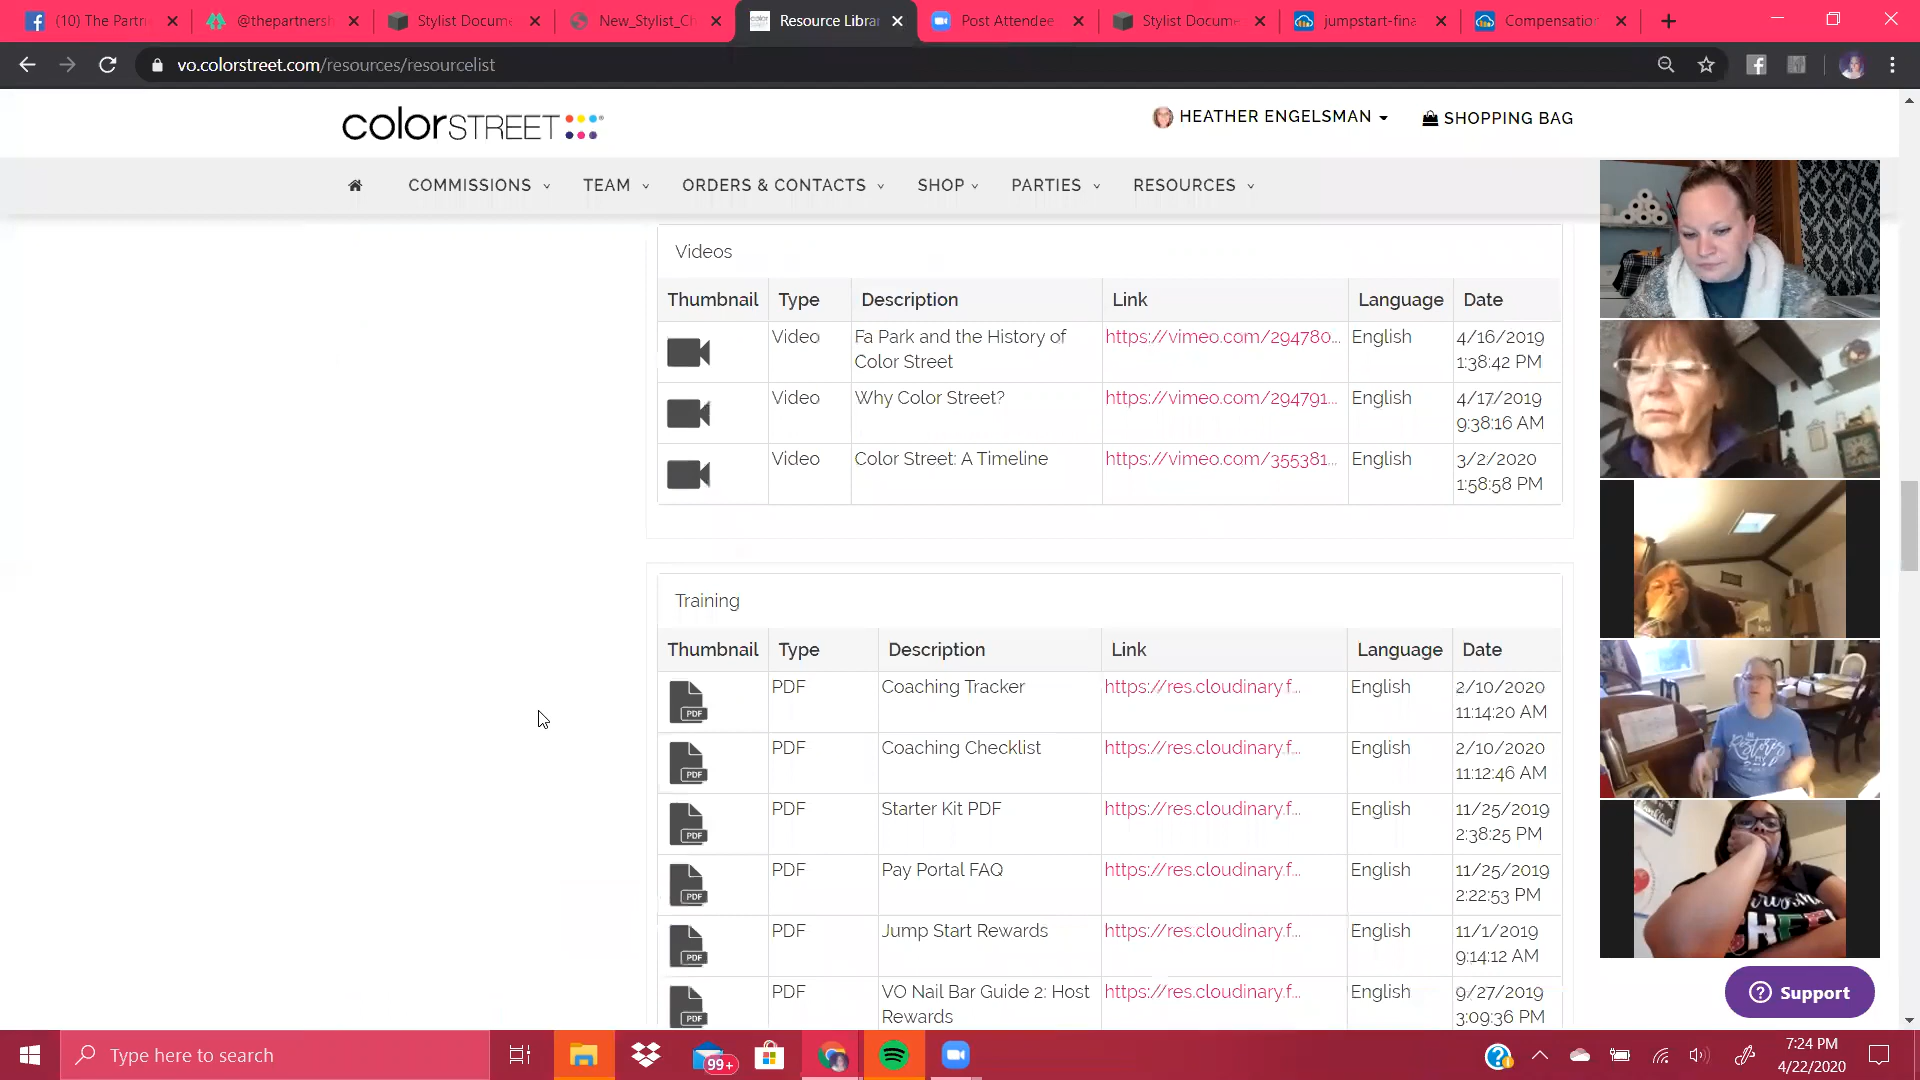 (10) The Partn
@thepartnersh
Stylist Docume
New_Stylist_Ch
Resource Librar
Post Attendee
Stylist Docume
jumpstart-fina
Compensation
vo.colorstreet.com/resources/resourcelist
colorSTREET
HEATHER ENGELSMAN
SHOPPING BAG
COMMISSIONS
TEAM
ORDERS & CONTACTS
SHOP
PARTIES
RESOURCES
Videos
Thumbnail Type Description Link Language Date
Video Fa Park and the History of https://vimeo.com/294780... English 4/16/2019
Color Street 1:38:42 PM
Video Why Color Street? https://vimeo.com/294791... English 4/17/2019
9:38:16 AM
Video Color Street: A Timeline https://vimeo.com/355381... English 3/2/2020
1:58:58 PM
Training
Thumbnail Type Description Link Language Date
PDF PDF Coaching Tracker https://res.cloudinary.f... English 2/10/2020
11:14:20 AM
PDF PDF Coaching Checklist https://res.cloudinary.f... English 2/10/2020
11:12:46 AM
PDF PDF Starter Kit PDF https://res.cloudinary.f... English 11/25/2019
2:38:25 PM
PDF PDF Pay Portal FAQ https://res.cloudinary.f... English 11/25/2019
2:22:53 PM
PDF PDF Jump Start Rewards https://res.cloudinary.f... English 11/1/2019
9:14:12 AM
PDF PDF VO Nail Bar Guide 2: Host https://res.cloudinary.f... English 9/27/2019
Rewards 3:09:36 PM
Support
Type here to search
99+
7:24 PM
4/22/2020